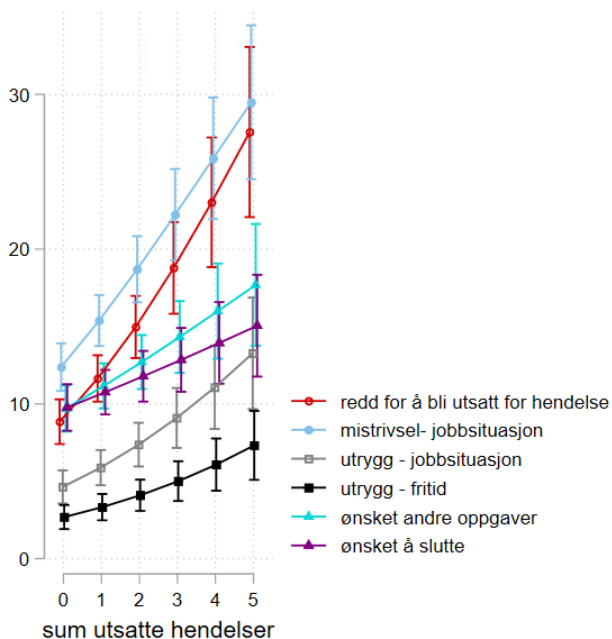 30
20
10
0
0 1 2 3 4 5
sum utsatte hendelser
redd for å bli utsatt for hendelse
mistrivsel- jobbsituasjon
utrygg - jobbsituasjon
utrygg - fritid
ønsket andre oppgaver
ønsket å slutte